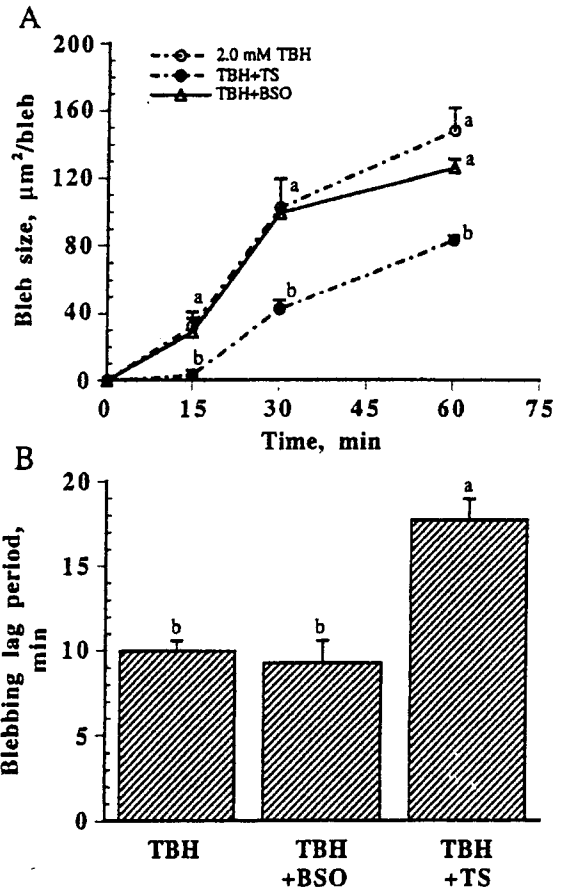 A
200
160
120
80
40
0
Bleb size, μm²/bleb
2.0 mM TBH
TBH+TS
TBH+BSO
a
b
a
b
a
a
b
0 15 30 45 60 75
Time, min
B
20
15
10
5
0
Blebbing lag period,
min
b
b
a
TBH
TBH
+BSO
TBH
+TS